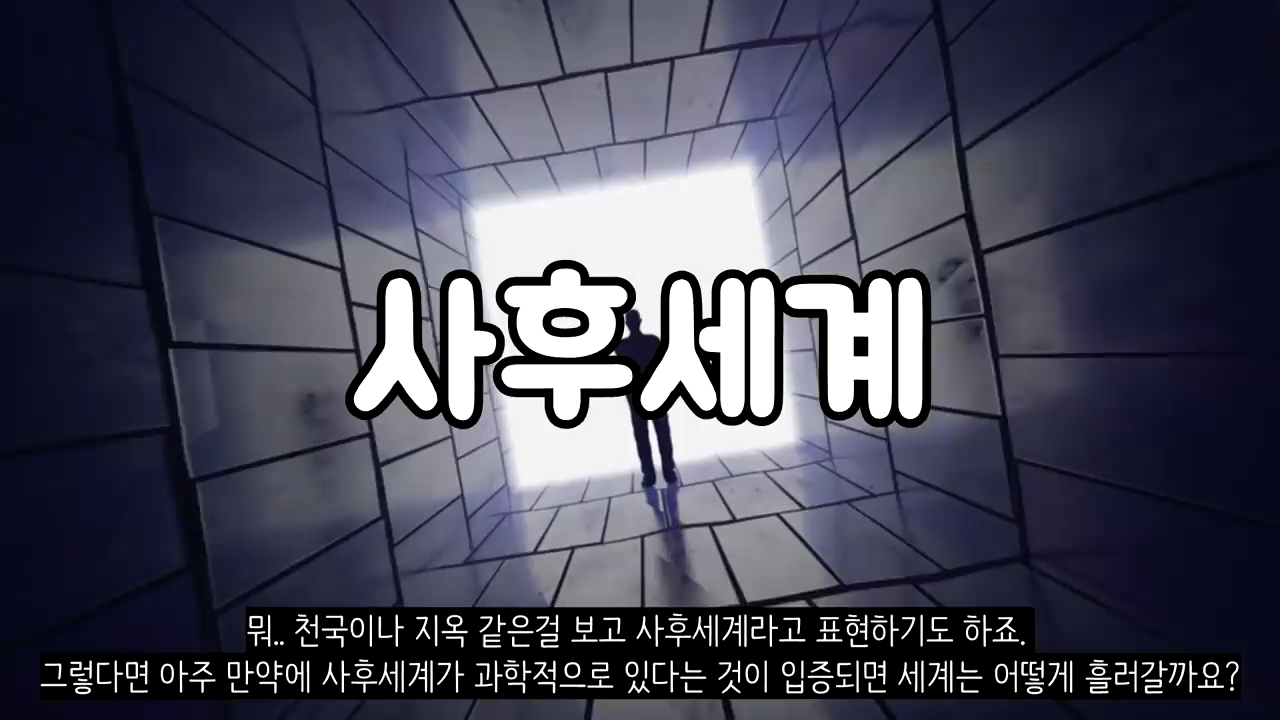 사후세계
뭐.. 천국이나 지옥 같은걸 보고 사후세계라고 표현하기도 하죠.
그렇다면 아주 만약에 사후세계가 과학적으로 있다는 것이 입증되면 세계는 어떻게 흘러갈까요?